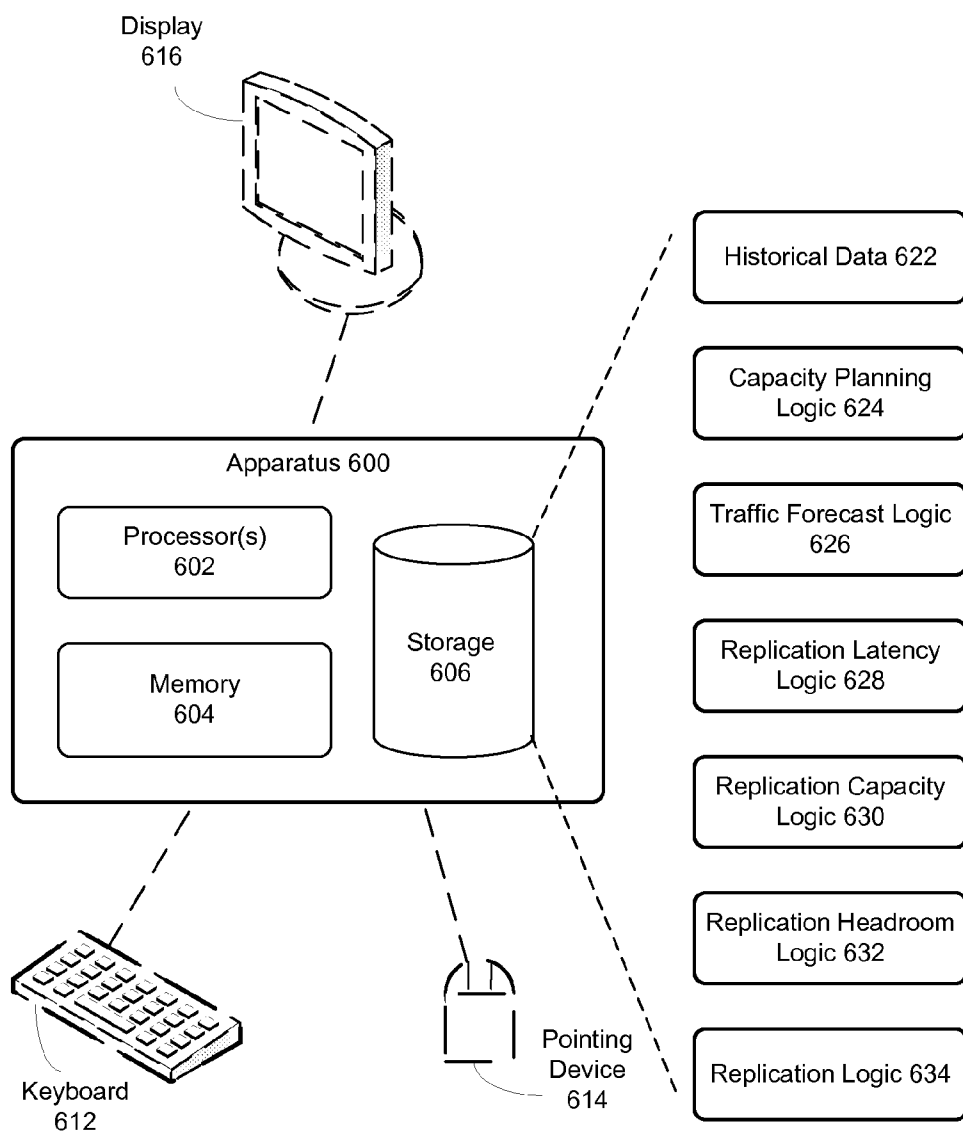 Display
616
Historical Data 622
Capacity Planning
Logic 624
Apparatus 600
Traffic Forecast Logic
626
Processor(s)
602
Storage
606
Memory
604
Replication Latency
Logic 628
Replication Capacity
Logic 630
Replication Headroom
Logic 632
Replication Logic 634
Keyboard
612
Pointing
Device
614